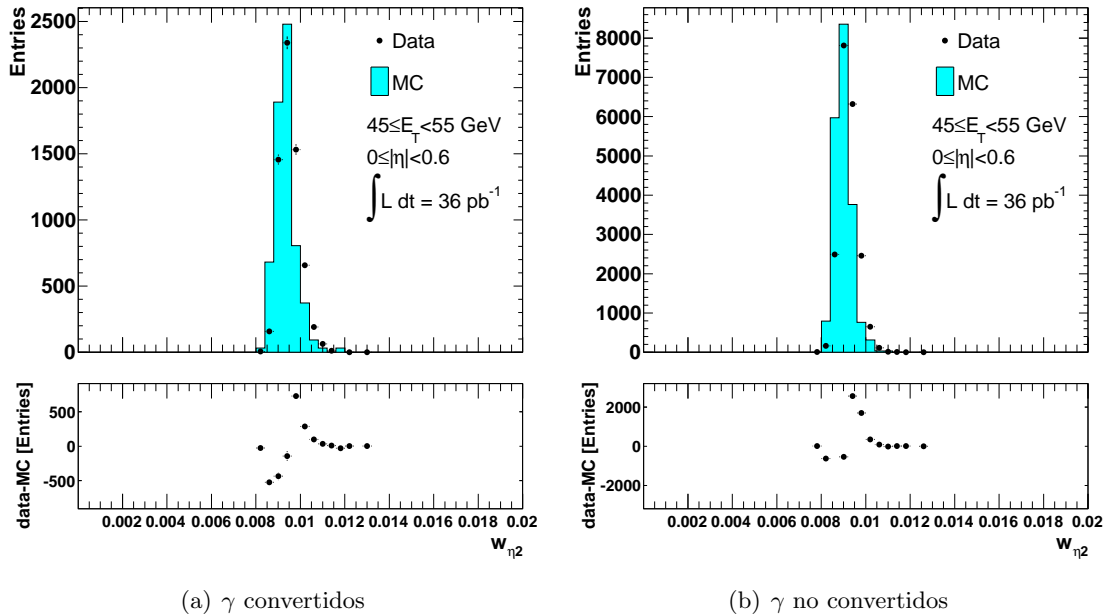 Entries
2500
2000
1500
1000
500
0
Data
MC
45≤E_T<55 GeV
0≤|η|<0.6
∫L dt = 36 pb⁻¹
data-MC [Entries]
500
0
-500
0.002 0.004 0.006 0.008 0.01 0.012 0.014 0.016 0.018 0.02
w_η2
(a) γ convertidos
Entries
8000
7000
6000
5000
4000
3000
2000
1000
0
Data
MC
45≤E_T<55 GeV
0≤|η|<0.6
∫L dt = 36 pb⁻¹
data-MC [Entries]
2000
0
-2000
0.002 0.004 0.006 0.008 0.01 0.012 0.014 0.016 0.018 0.02
w_η2
(b) γ no convertidos